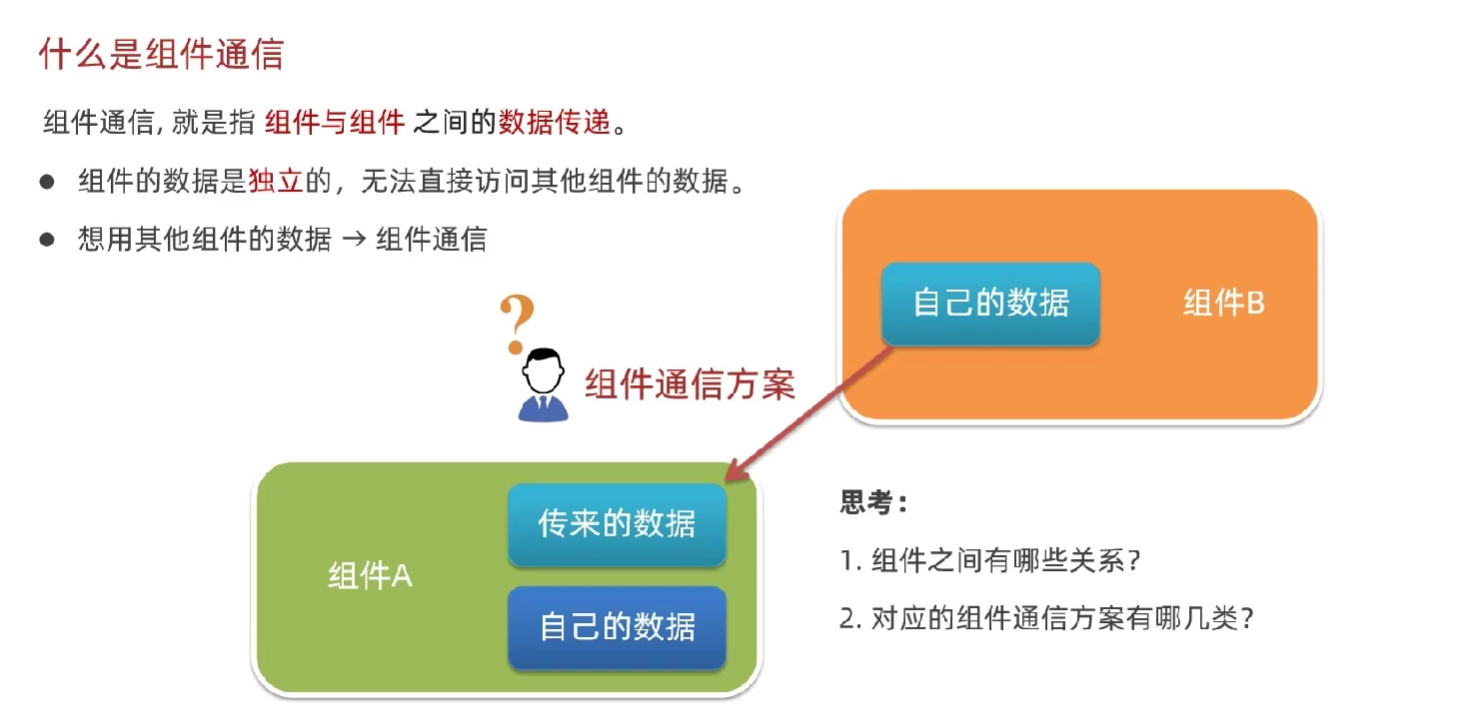 什么是组件通信
组件通信, 就是指 组件与组件 之间的数据传递。
● 组件的数据是独立的，无法直接访问其他组件的数据。
● 想用其他组件的数据 → 组件通信
自己的数据
组件B
?
组件通信方案
组件A
传来的数据
自己的数据
思考：
1. 组件之间有哪些关系？
2. 对应的组件通信方案有哪几类？